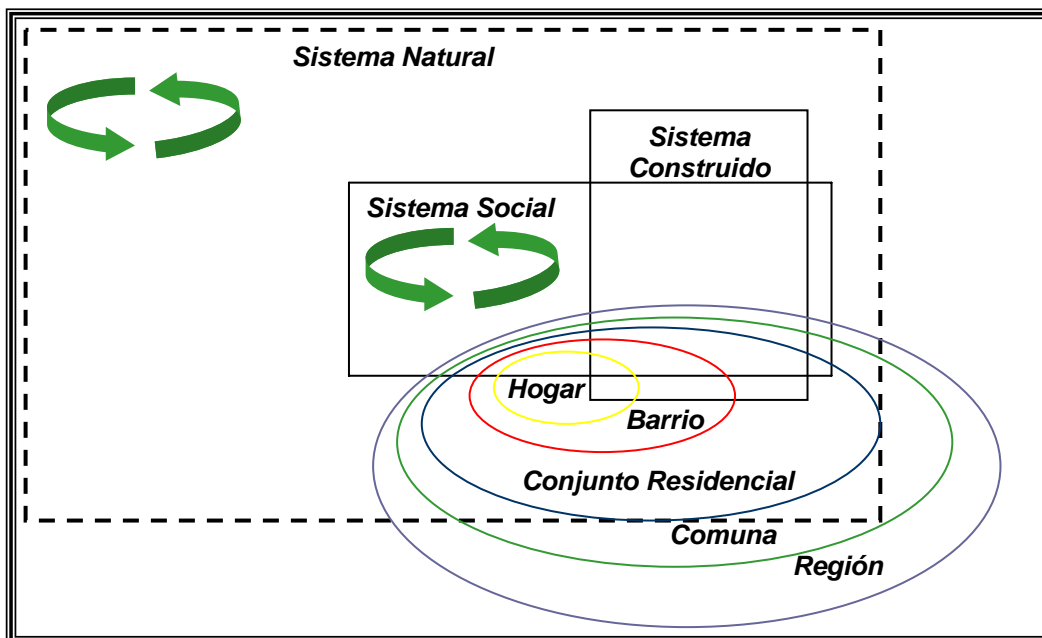 Sistema Natural
Sistema
Construido
Sistema Social
Hogar
Barrio
Conjunto Residencial
Comuna
Región